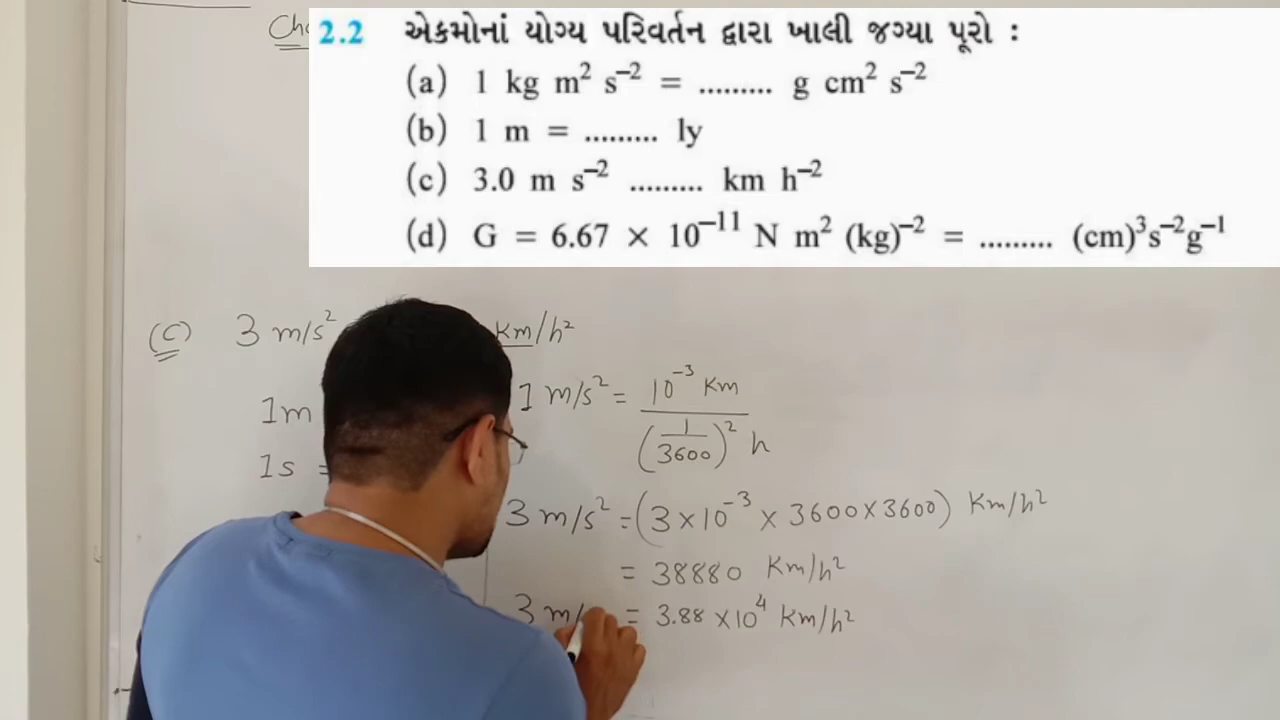 Ch
2.2 એકમોનાં યોગ્ય પરિવર્તન દ્વારા ખાલી જગ્યા પૂરો :
(a) 1 kg m² s⁻² = ......... g cm² s⁻²
(b) 1 m = ......... ly
(c) 3.0 m s⁻² ......... km h⁻²
(d) G = 6.67 × 10⁻¹¹ N m² (kg)⁻² = ......... (cm)³s⁻²g⁻¹
(C) 3 m/s² km/h²
1m
1 m/s² = 10⁻³ Km / (1/3600)² h
1s =
3 m/s² = (3 × 10⁻³ × 3600 × 3600) Km/h²
= 38880 Km/h²
3 m/ = 3.88 × 10⁴ Km/h²